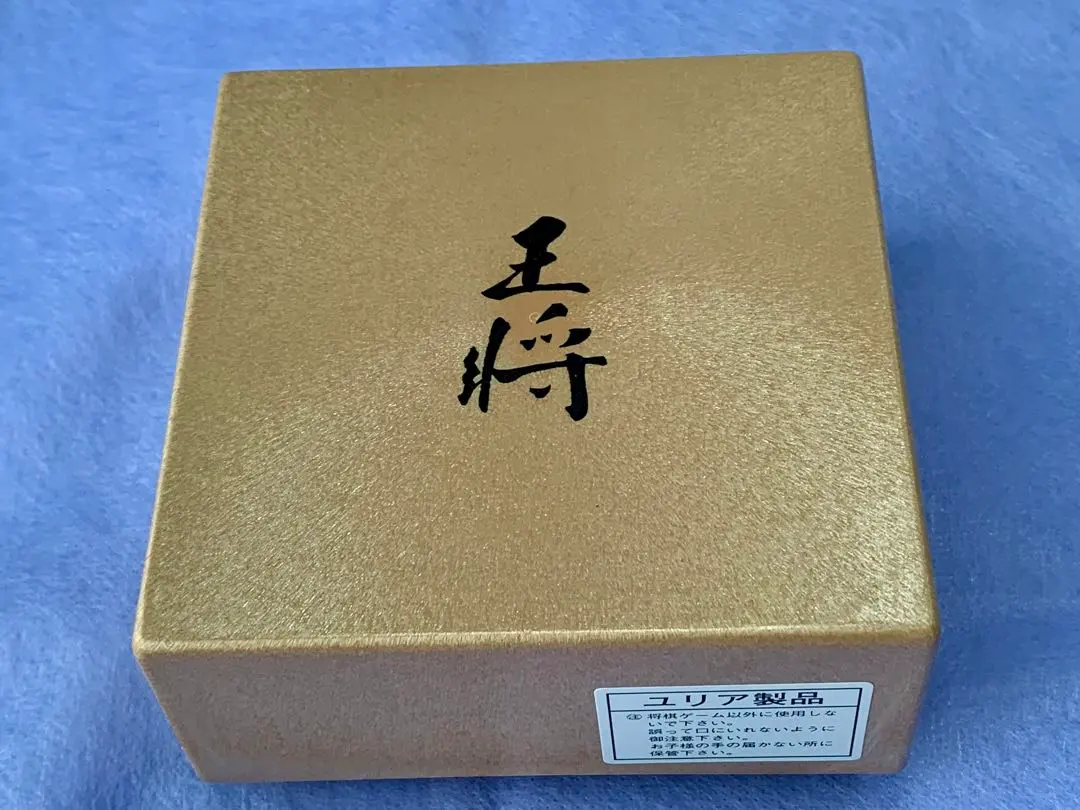 王
将
ユリア製品
㊟ 将棋ゲーム以外に使用しな
いで下さい。
誤って口にいれないように
御注意下さい。
お子様の手の届かない所に
保管下さい。